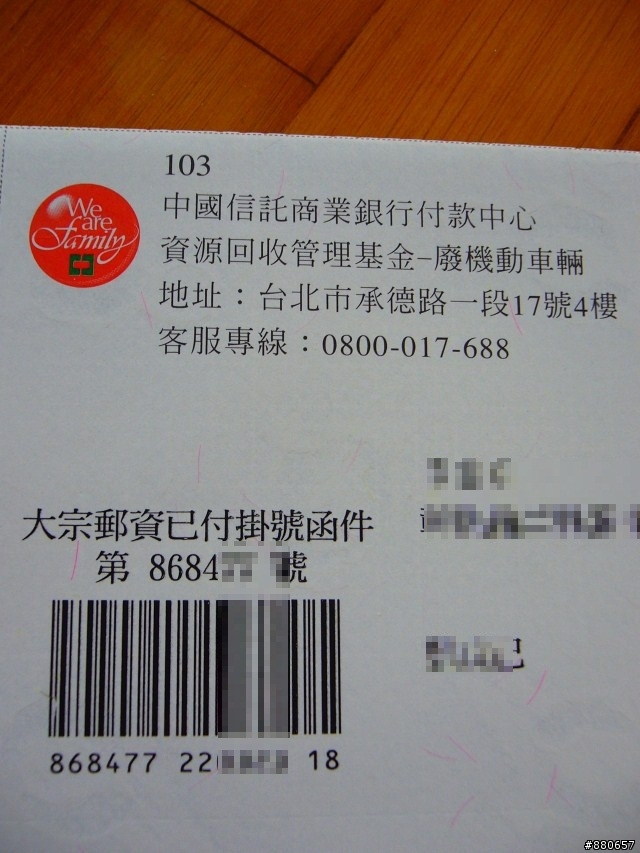 103
We are Family
中國信託商業銀行付款中心
資源回收管理基金-廢機動車輛
地址：台北市承德路一段17號4樓
客服專線：0800-017-688
大宗郵資已付掛號函件
第 8684 號
868477 22 18
#880657